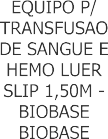 EQUIPO P/
TRANSFUSAO
DE SANGUE E
HEMO LUER
SLIP 1,50M -
BIOBASE
BIOBASE